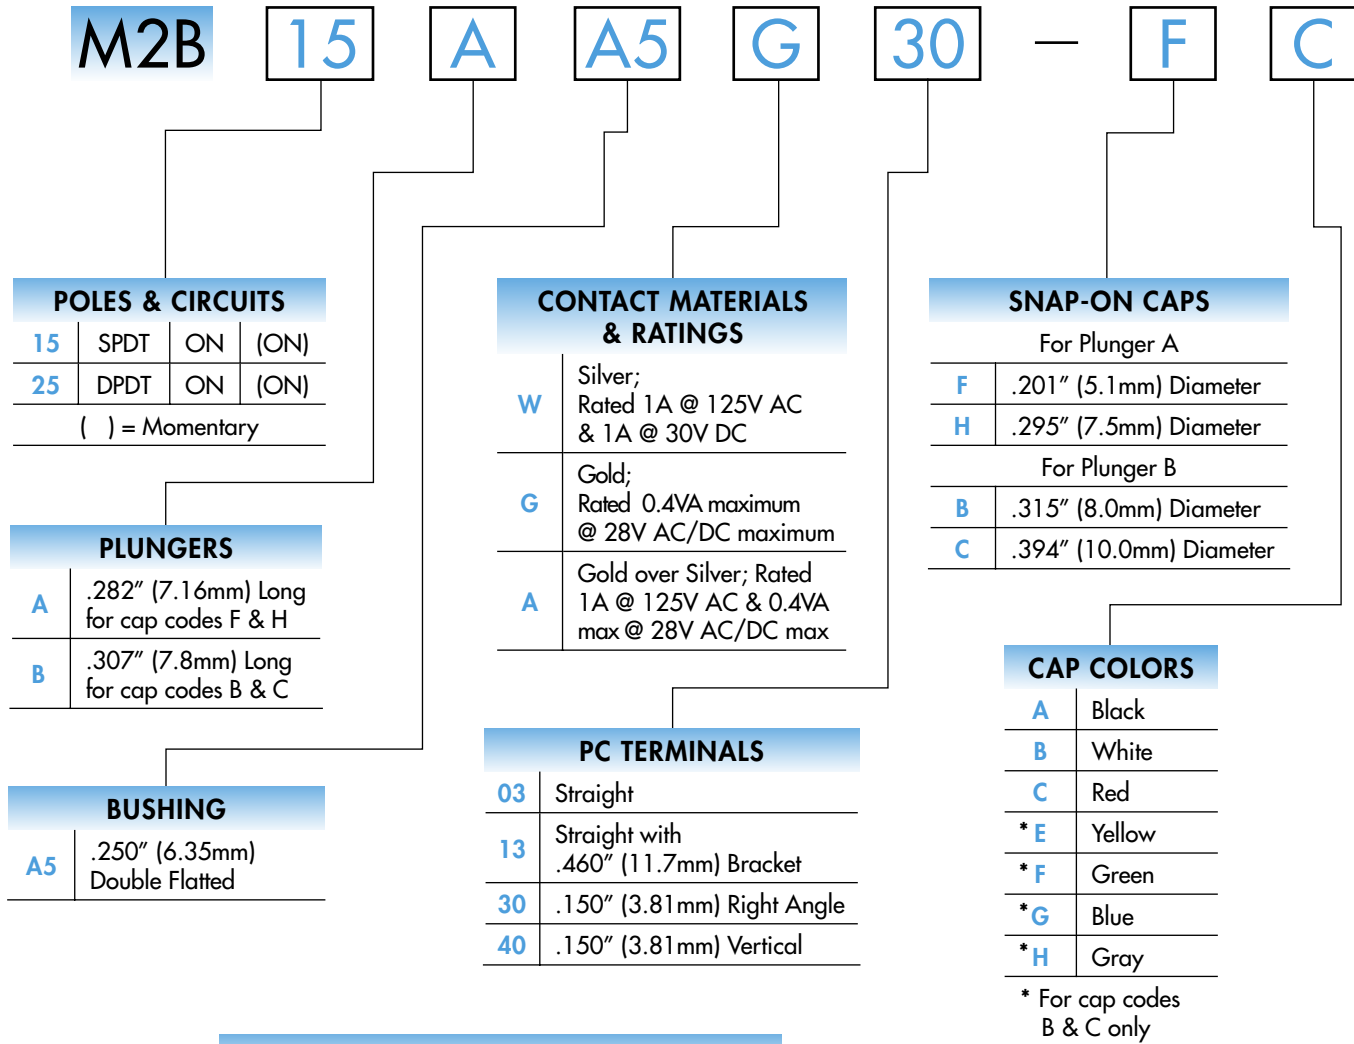 M2B 15 A A5 G 30 — F C
POLES & CIRCUITS
15 SPDT ON (ON)
25 DPDT ON (ON)
( ) = Momentary
PLUNGERS
A .282" (7.16mm) Long
for cap codes F & H
B .307" (7.8mm) Long
for cap codes B & C
BUSHING
A5 .250" (6.35mm)
Double Flatted
CONTACT MATERIALS
& RATINGS
W Silver;
Rated 1A @ 125V AC
& 1A @ 30V DC
G Gold;
Rated 0.4VA maximum
@ 28V AC/DC maximum
A Gold over Silver; Rated
1A @ 125V AC & 0.4VA
max @ 28V AC/DC max
PC TERMINALS
03 Straight
13 Straight with
.460" (11.7mm) Bracket
30 .150" (3.81mm) Right Angle
40 .150" (3.81mm) Vertical
SNAP-ON CAPS
For Plunger A
F .201" (5.1mm) Diameter
H .295" (7.5mm) Diameter
For Plunger B
B .315" (8.0mm) Diameter
C .394" (10.0mm) Diameter
CAP COLORS
A Black
B White
C Red
* E Yellow
* F Green
* G Blue
* H Gray
* For cap codes
B & C only